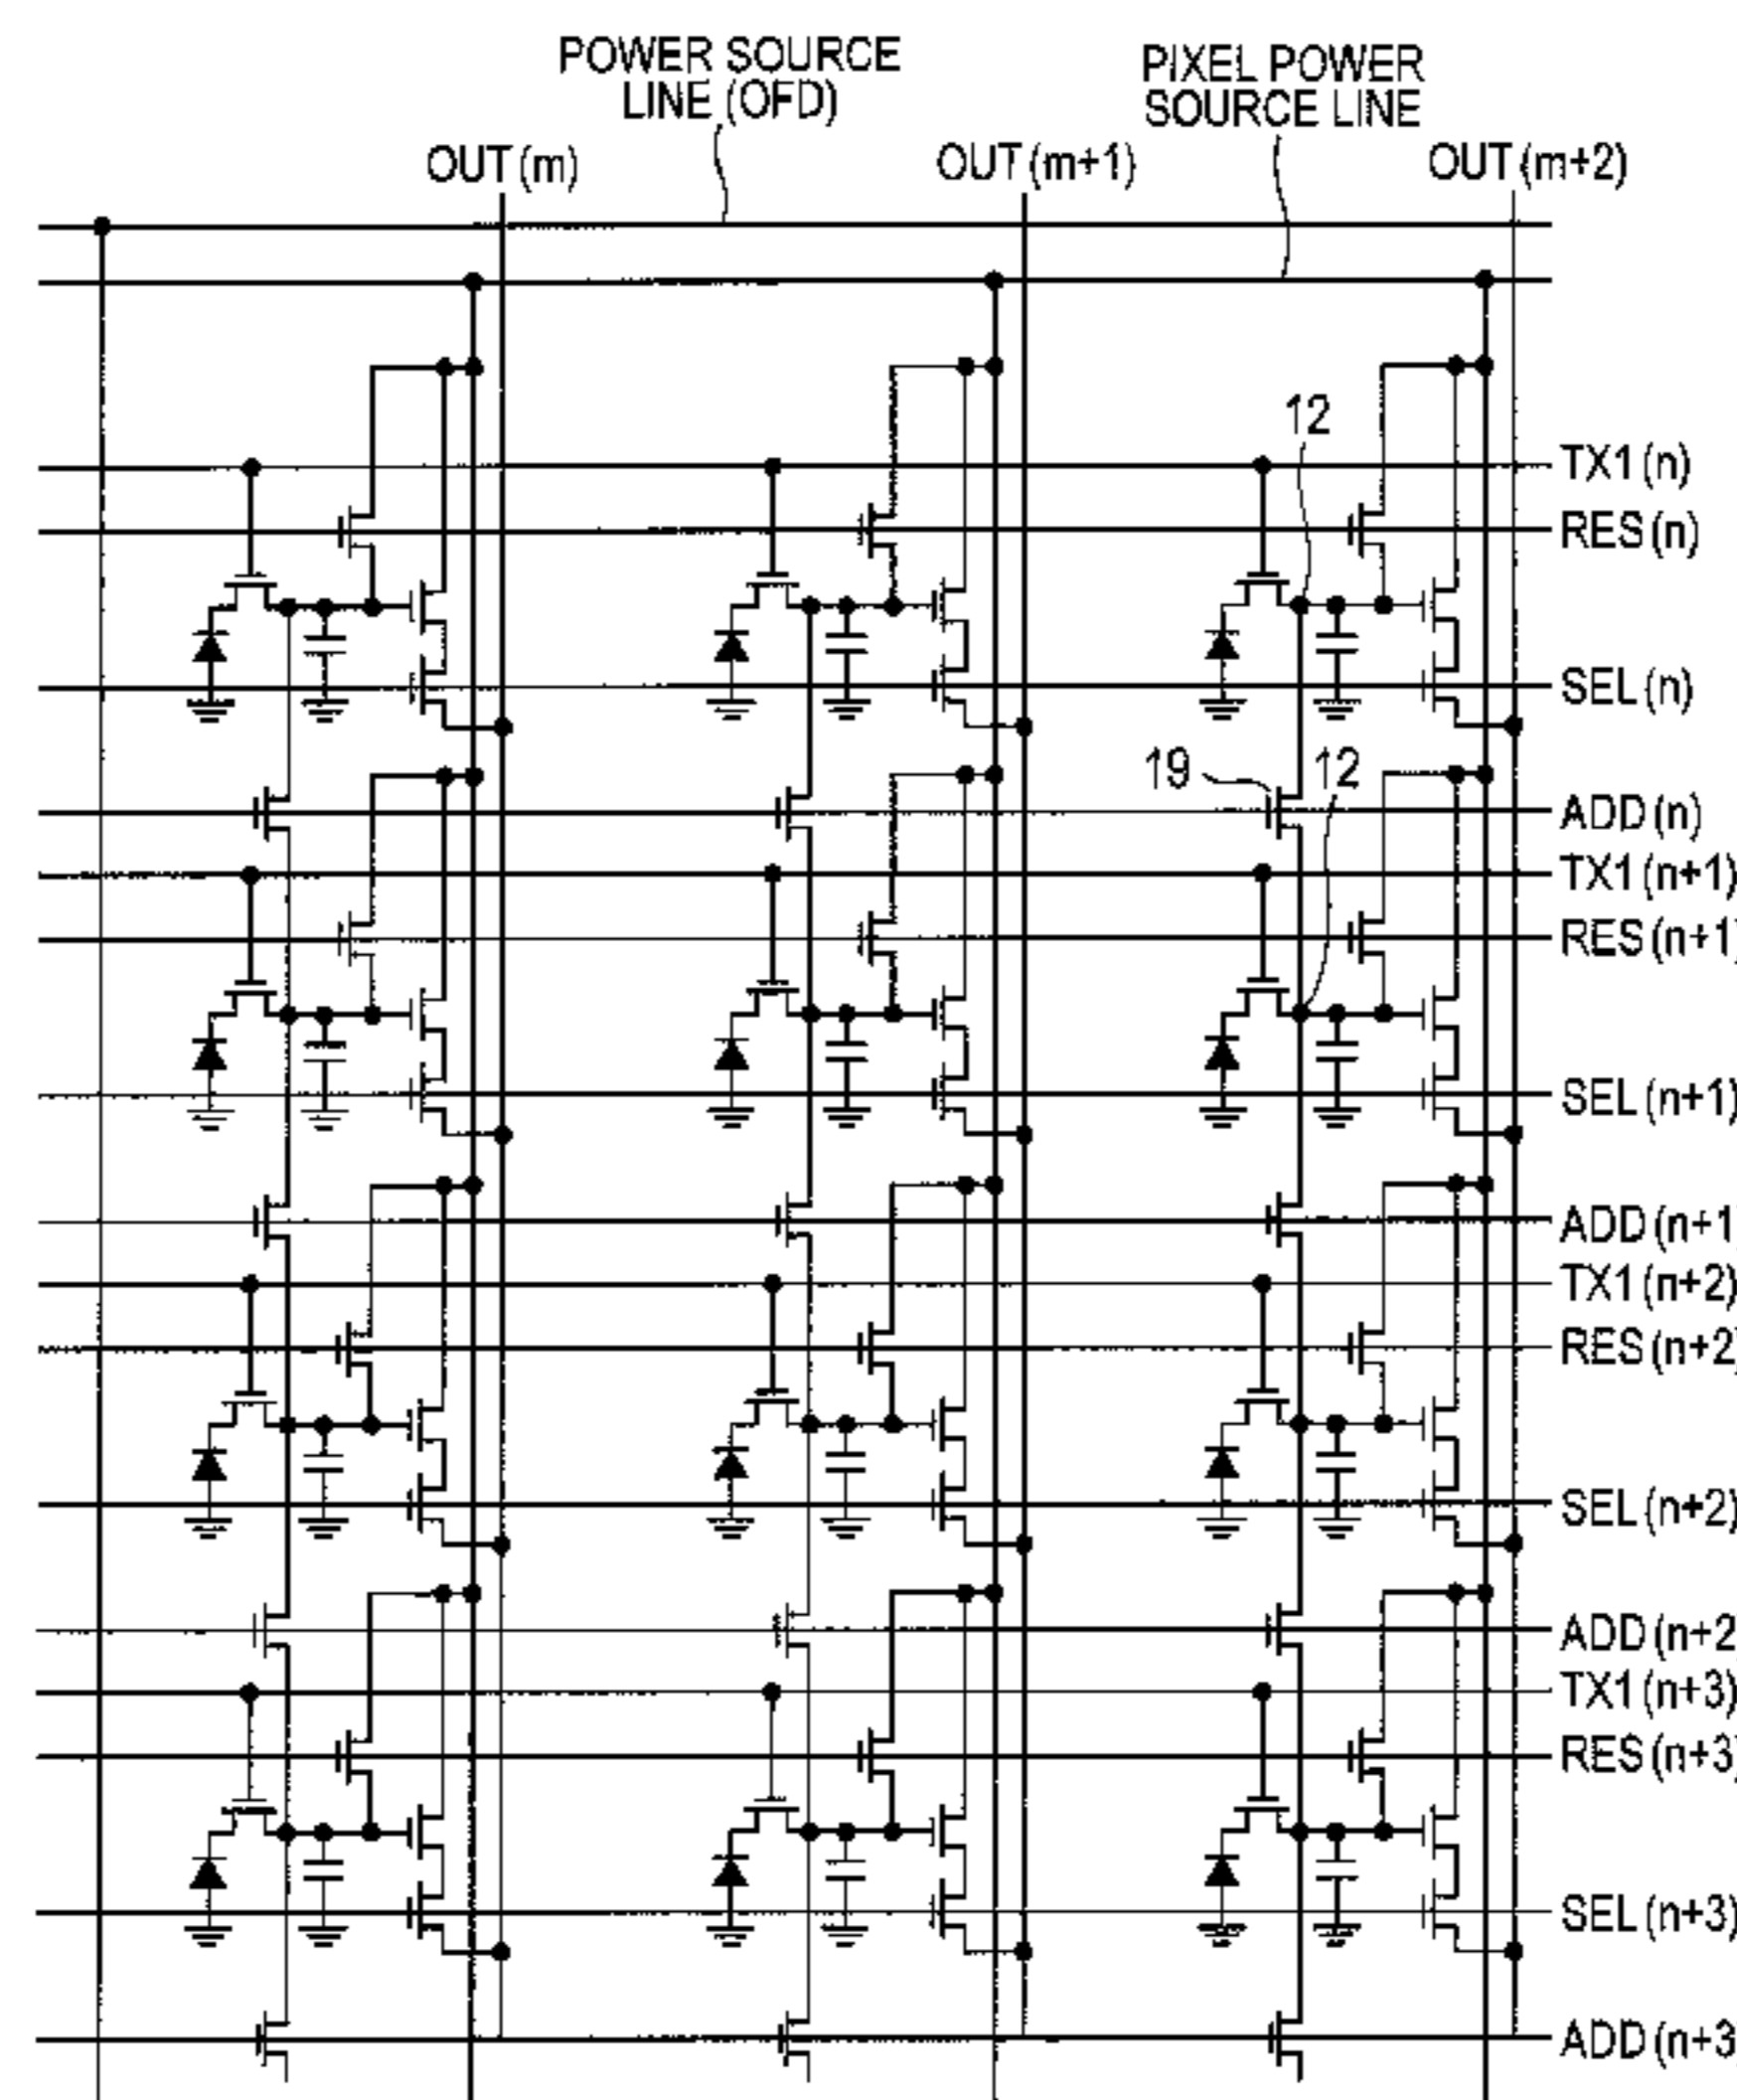 POWER SOURCE
LINE (OFD)
PIXEL POWER
SOURCE LINE
OUT (m)
OUT (m+1)
OUT (m+2)
12
TX1 (n)
RES (n)
SEL (n)
19
12
ADD (n)
TX1 (n+1)
RES (n+1)
SEL (n+1)
ADD (n+1)
TX1 (n+2)
RES (n+2)
SEL (n+2)
ADD (n+2
TX1 (n+3)
RES (n+3)
SEL (n+3)
ADD (n+3